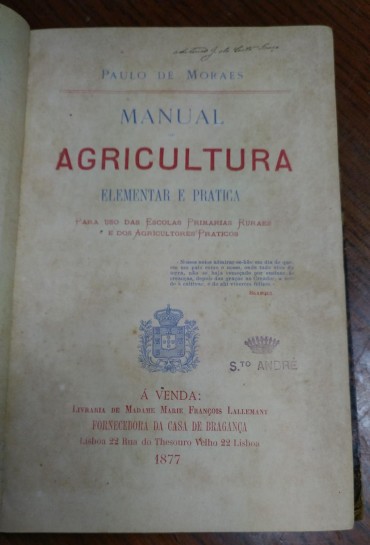 PAULO DE MORAES
MANUAL
DE
AGRICULTURA
ELEMENTAR E PRATICA
PARA USO DAS ESCOLAS PRIMARIAS RURAES
E DOS AGRICULTORES PRATICOS
BLANQUI
S.TO ANDRÉ
Á VENDA:
LIVRARIA DE MADAME MARIE FRANÇOIS LALLEMANT
FORNECEDORA DA CASA DE BRAGANÇA
Lisboa 22 Rua do Thesouro Velho 22 Lisboa
1877